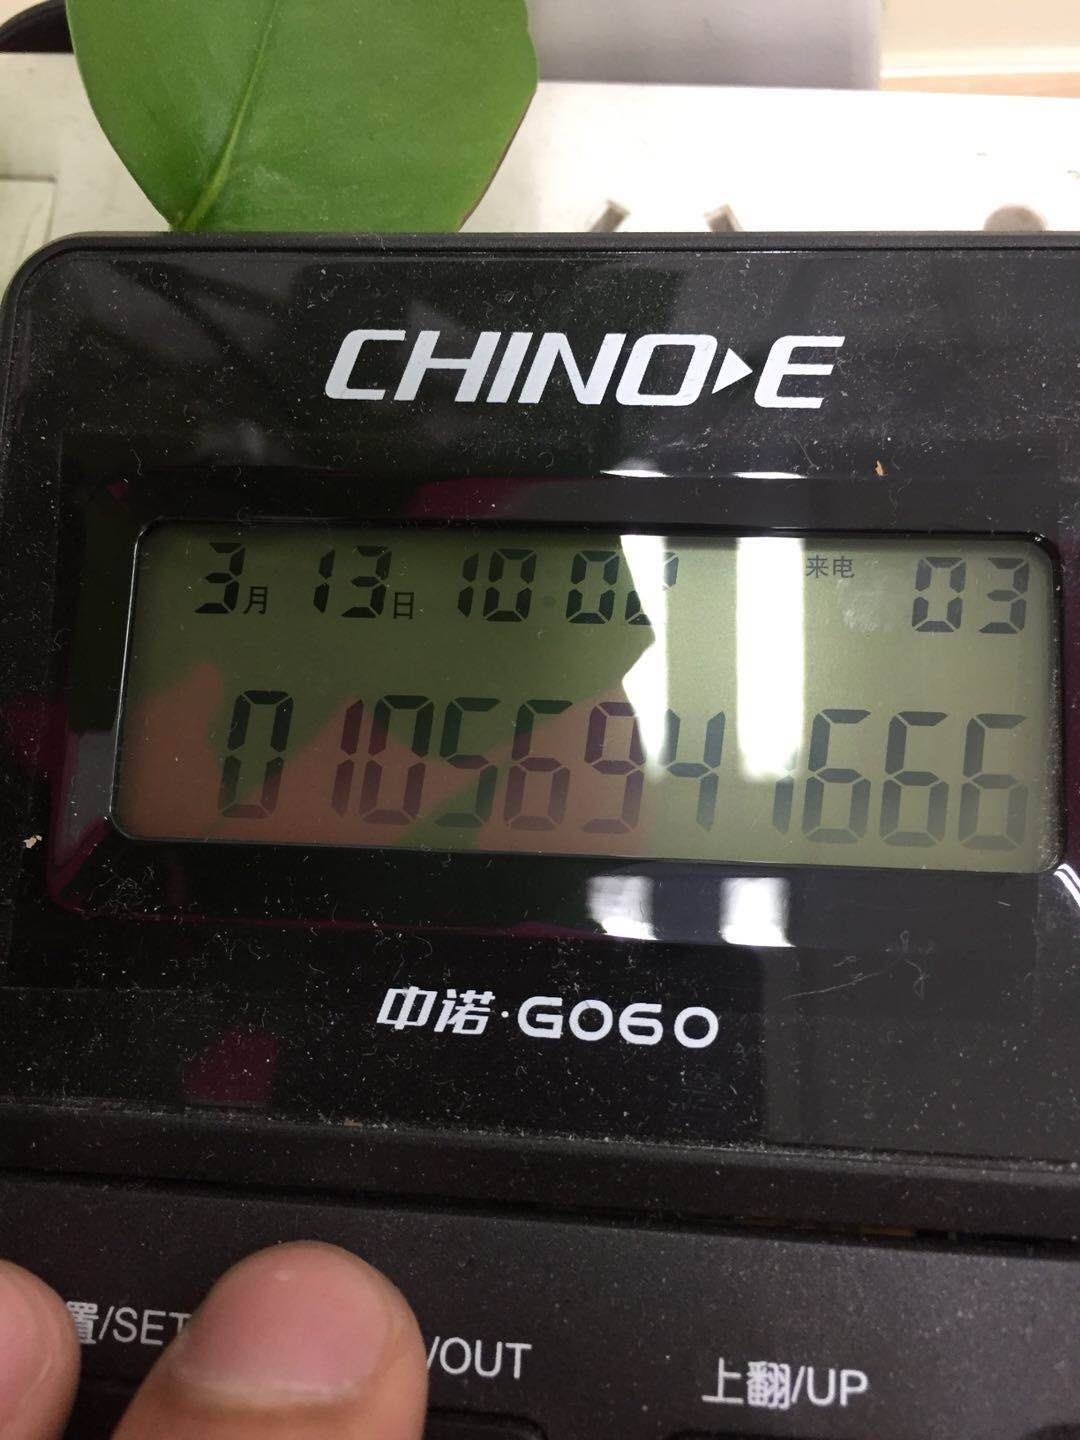 CHINO-E
3月 13日 10:02 来电 03
01056941666
中诺·G060
置/SET /OUT 上翻/UP